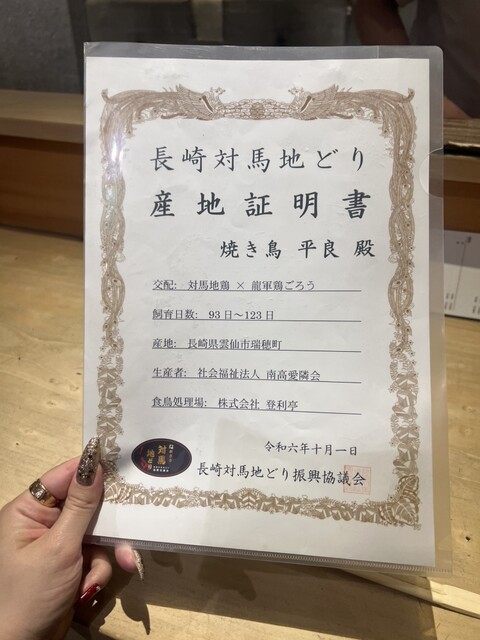 長崎対馬地どり
産地証明書
焼き鳥 平良 殿
交配: 対馬地鶏 × 龍軍鶏ごろう
飼育日数: 93日～123日
産地: 長崎県雲仙市瑞穂町
生産者: 社会福祉法人 南高愛隣会
食鳥処理場: 株式会社 登利亭
対馬
地どり
令和六年十月一日
長崎対馬地どり振興協議会